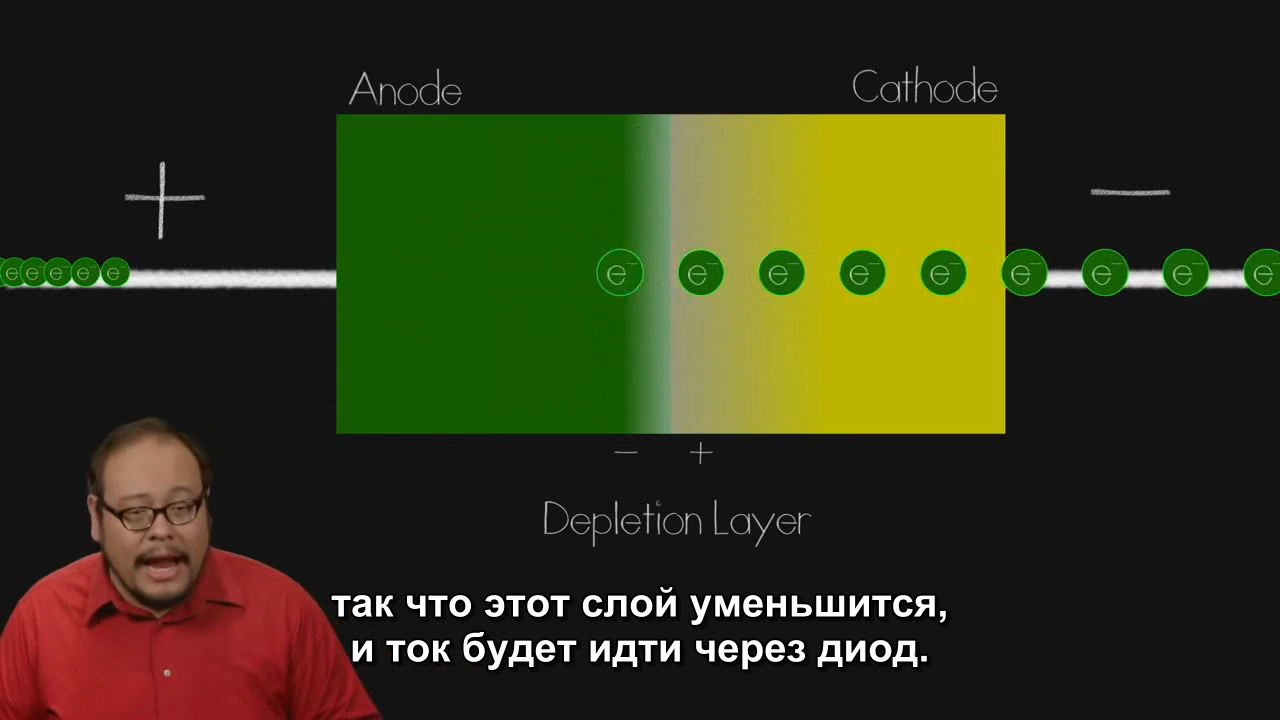 Anode
Cathode
+
−
e⁻ e⁻ e⁻ e⁻ e⁻ e⁻ e⁻ e⁻ e⁻ e⁻ e⁻ e⁻ e⁻ e⁻
− +
Depletion Layer
так что этот слой уменьшится,
и ток будет идти через диод.